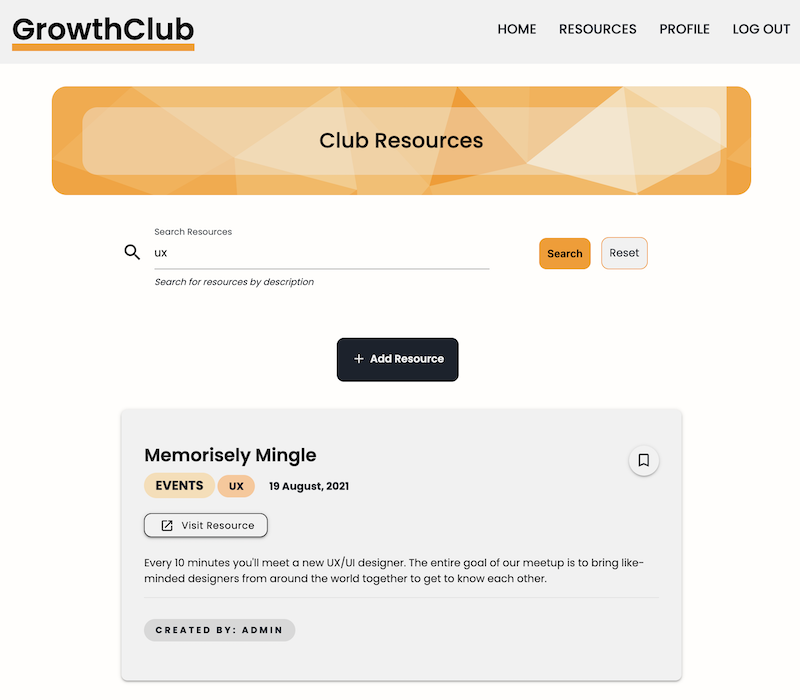 GrowthClub
HOME RESOURCES PROFILE LOG OUT
Club Resources
Search Resources
ux
Search Reset
Search for resources by description
+ Add Resource
Memorisely Mingle
EVENTS UX 19 August, 2021
Visit Resource
Every 10 minutes you'll meet a new UX/UI designer. The entire goal of our meetup is to bring like-
minded designers from around the world together to get to know each other.
CREATED BY: ADMIN